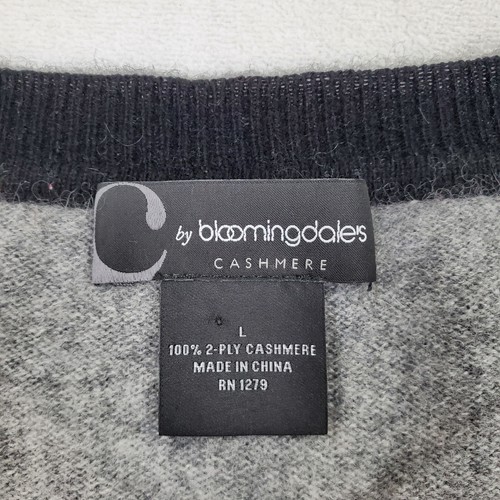 C by bloomingdale's
CASHMERE
L
100% 2-PLY CASHMERE
MADE IN CHINA
RN 1279